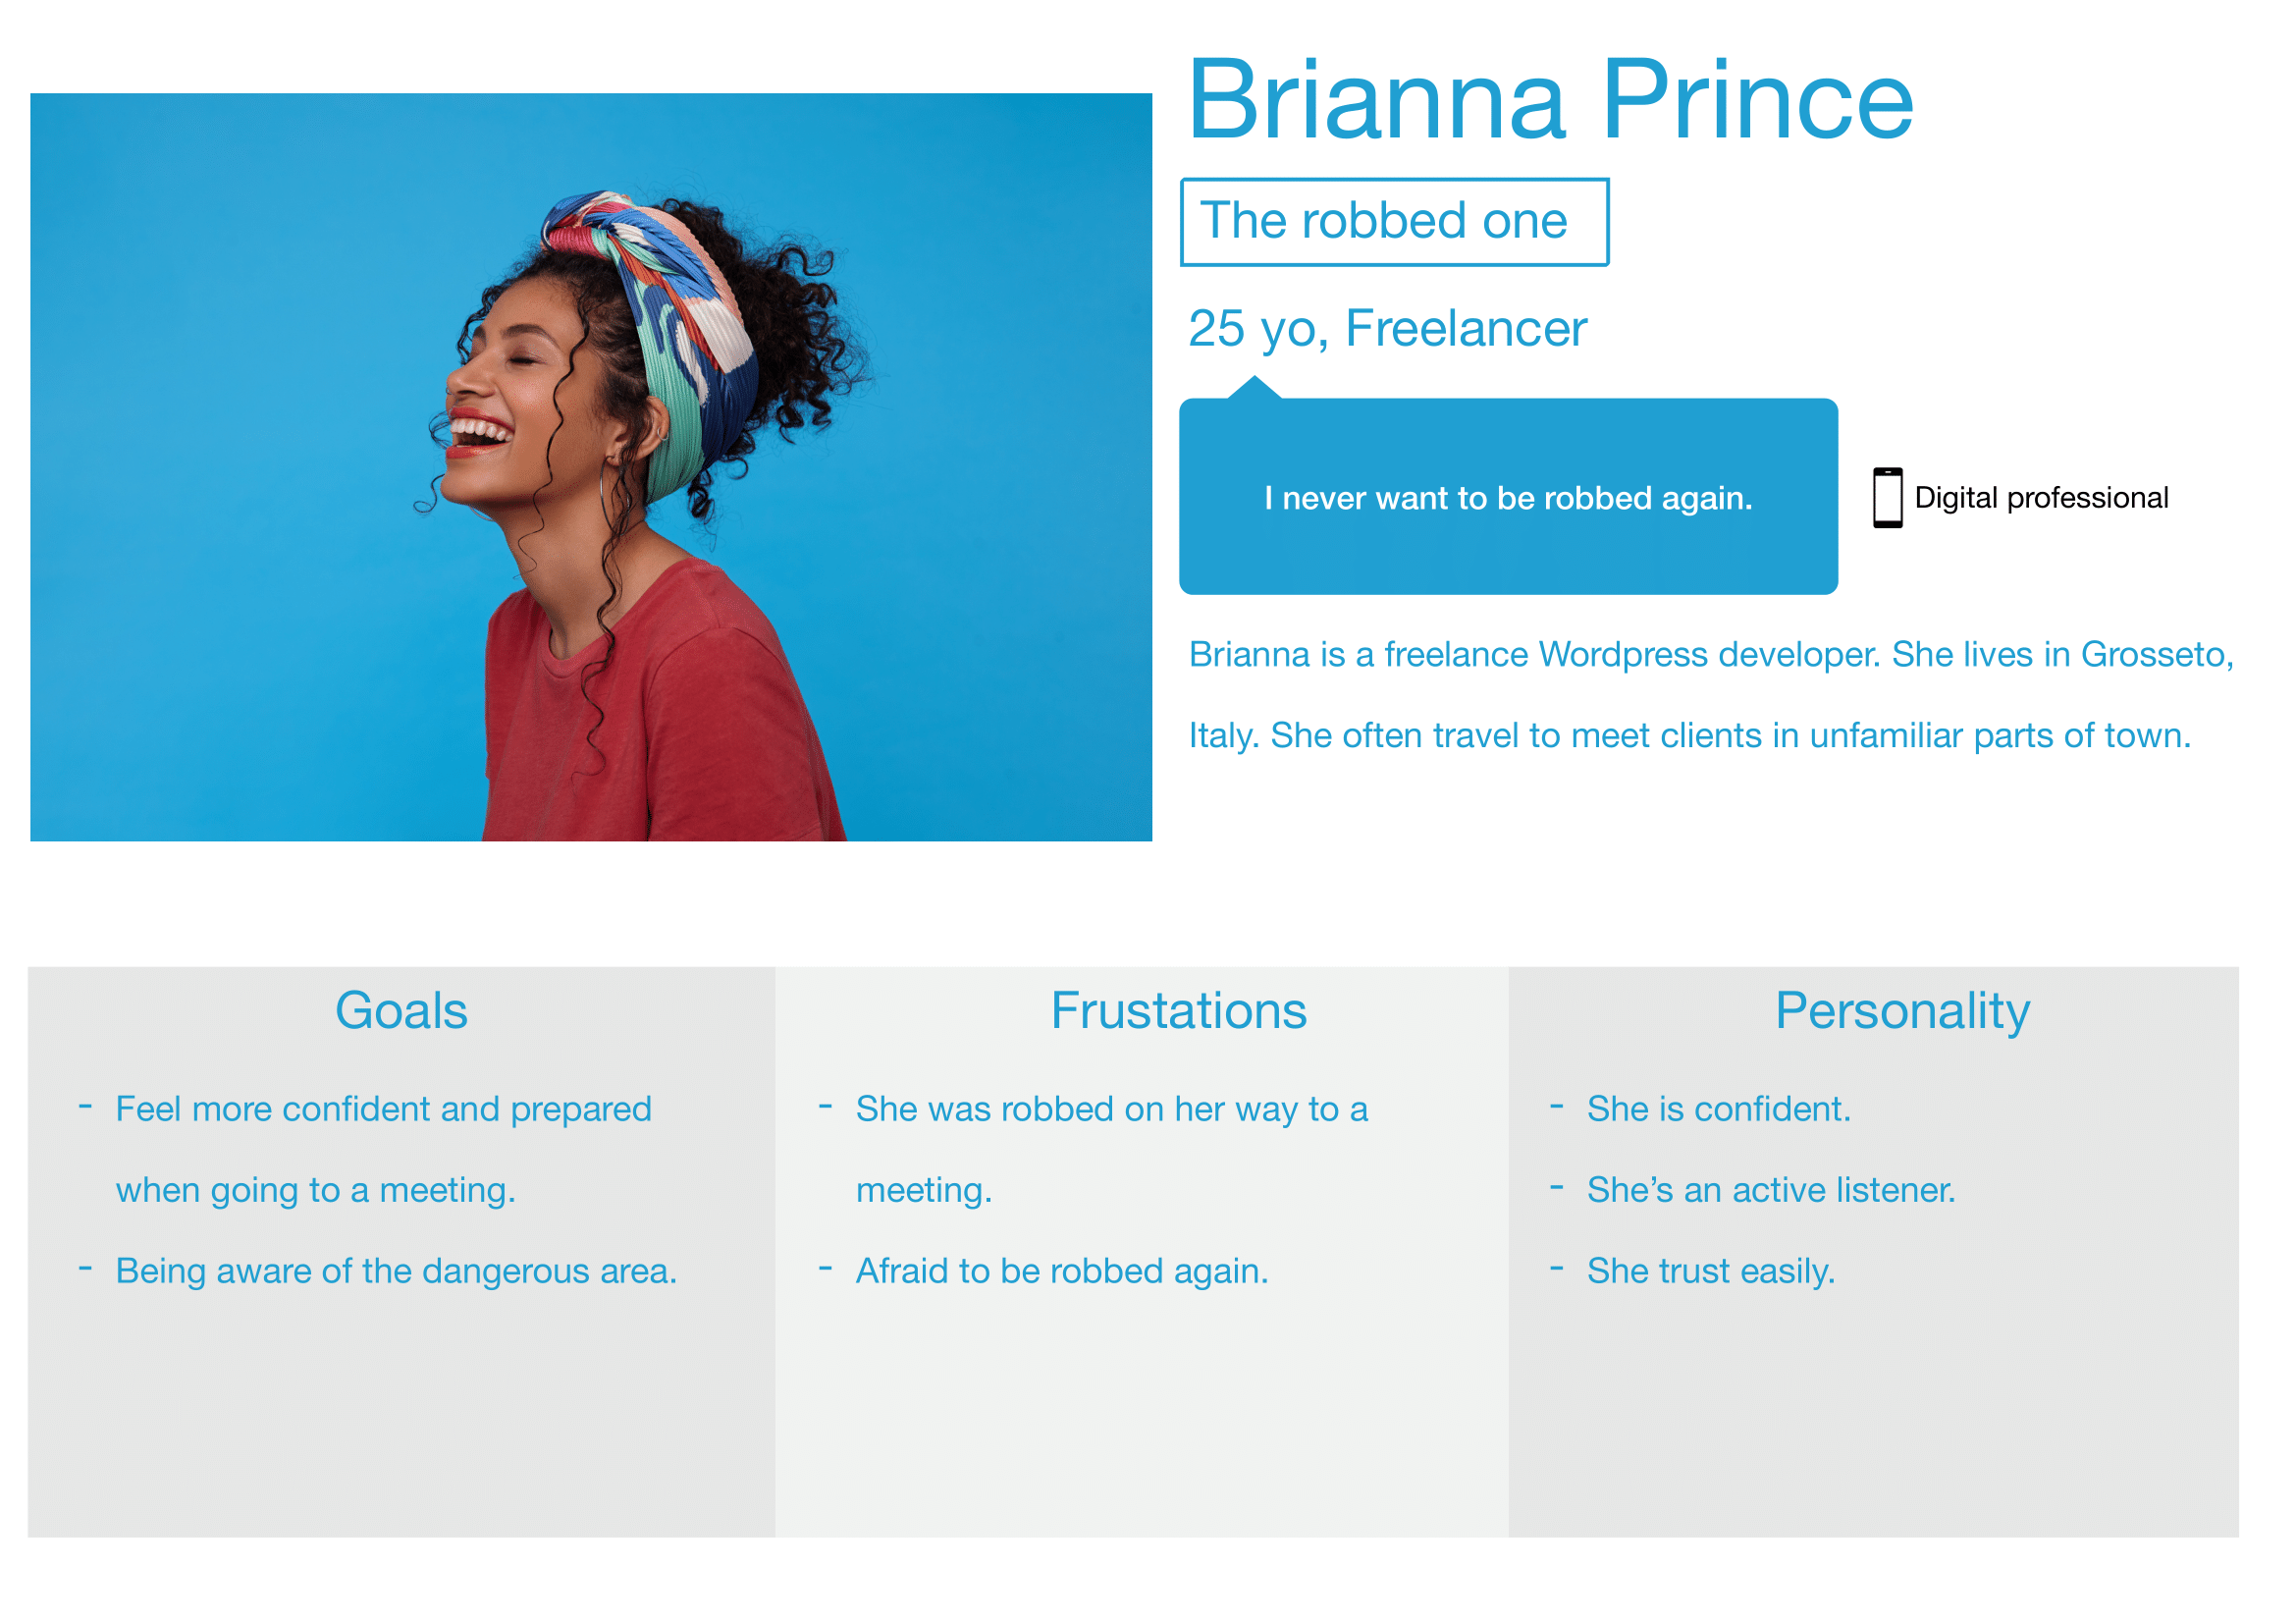 Brianna Prince
The robbed one
25 yo, Freelancer
I never want to be robbed again.
Digital professional
Brianna is a freelance Wordpress developer. She lives in Grosseto,
Italy. She often travel to meet clients in unfamiliar parts of town.
Goals
- Feel more confident and prepared
when going to a meeting.
- Being aware of the dangerous area.
Frustations
- She was robbed on her way to a
meeting.
- Afraid to be robbed again.
Personality
- She is confident.
- She’s an active listener.
- She trust easily.